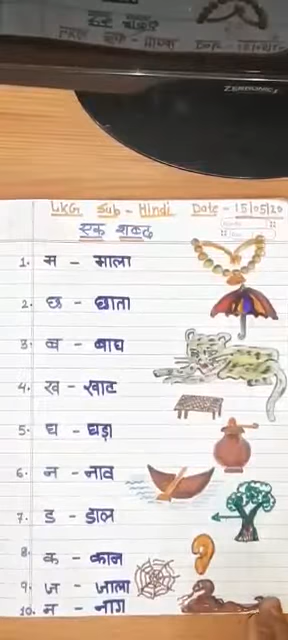 ZEBRONICS
LKG Sub - Hindi Date - 15/05/20
एक शब्द
1. म - माला
2. छ - छाता
3. ब - बाघ
4. ख - खाट
5. घ - घड़ा
6. न - नाव
7. ड - डाल
8. क - कान
9. ज - जाला
10. न - नाग